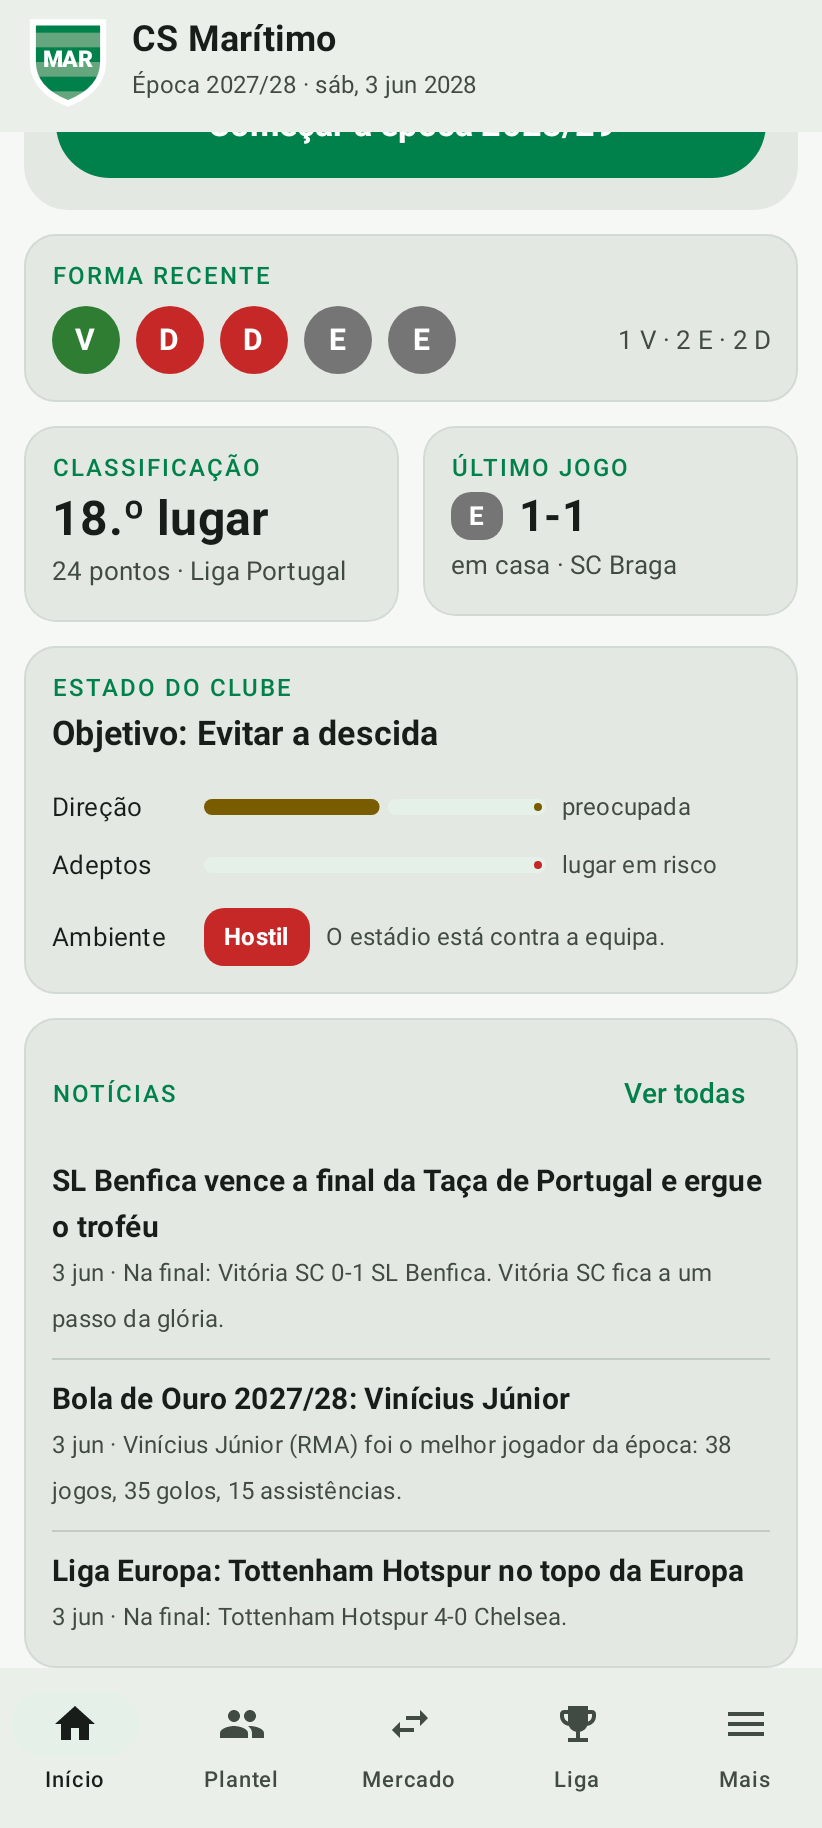 MAR
CS Marítimo
Época 2027/28 · sáb, 3 jun 2028
FORMA RECENTE
V D D E E
1 V · 2 E · 2 D
CLASSIFICAÇÃO
18.º lugar
24 pontos · Liga Portugal
ÚLTIMO JOGO
E 1-1
em casa · SC Braga
ESTADO DO CLUBE
Objetivo: Evitar a descida
Direção preocupada
Adeptos lugar em risco
Ambiente Hostil O estádio está contra a equipa.
NOTÍCIAS Ver todas
SL Benfica vence a final da Taça de Portugal e ergue
o troféu
3 jun · Na final: Vitória SC 0-1 SL Benfica. Vitória SC fica a um
passo da glória.
Bola de Ouro 2027/28: Vinícius Júnior
3 jun · Vinícius Júnior (RMA) foi o melhor jogador da época: 38
jogos, 35 golos, 15 assistências.
Liga Europa: Tottenham Hotspur no topo da Europa
3 jun · Na final: Tottenham Hotspur 4-0 Chelsea.
Início Plantel Mercado Liga Mais